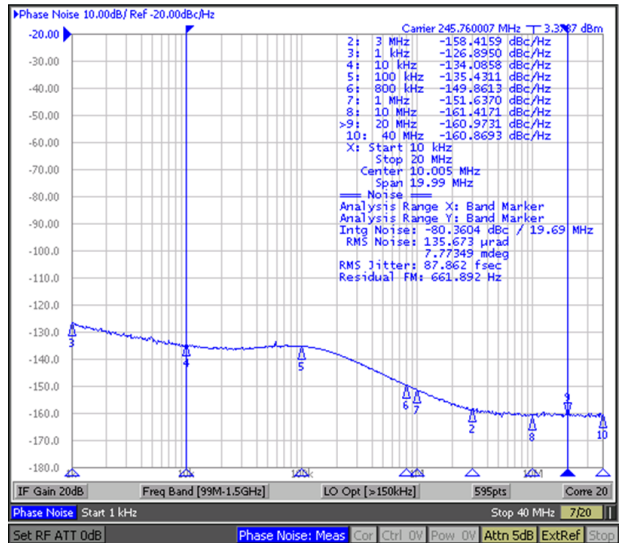 ▶Phase Noise 10.00dB/ Ref -20.00dBc/Hz
Carrier 245.760007 MHz 3.3787 dBm
-20.00
2: 3 MHz -158.4159 dBc/Hz
3: 1 kHz -126.8950 dBc/Hz
-30.00
4: 10 kHz -134.0858 dBc/Hz
5: 100 kHz -135.4311 dBc/Hz
-40.00
6: 800 kHz -149.8613 dBc/Hz
7: 1 MHz -151.6370 dBc/Hz
8: 10 MHz -161.4171 dBc/Hz
-50.00
>9: 20 MHz -160.9731 dBc/Hz
10: 40 MHz -160.8693 dBc/Hz
-60.00
X: Start 10 kHz
Stop 20 MHz
-70.00
Center 10.005 MHz
Span 19.99 MHz
-80.00
=== Noise ===
Analysis Range X: Band Marker
Analysis Range Y: Band Marker
-90.00
Intg Noise: -80.3604 dBc / 19.69 MHz
RMS Noise: 135.673 µrad
-100.0
7.77349 mdeg
RMS Jitter: 87.862 fsec
-110.0
Residual FM: 661.892 Hz
-120.0
-130.0
3
4
-140.0
5
-150.0
6 7
9
-160.0
2 8 10
-170.0
-180.0
10k 100k 10M
IF Gain 20dB Freq Band [99M-1.5GHz] LO Opt [>150kHz] 595pts Corre 20
Phase Noise Start 1 kHz Stop 40 MHz 7/20
Set RF ATT 0dB Phase Noise: Meas Cor Ctrl 0V Pow 0V Attn 5dB ExtRef Stop